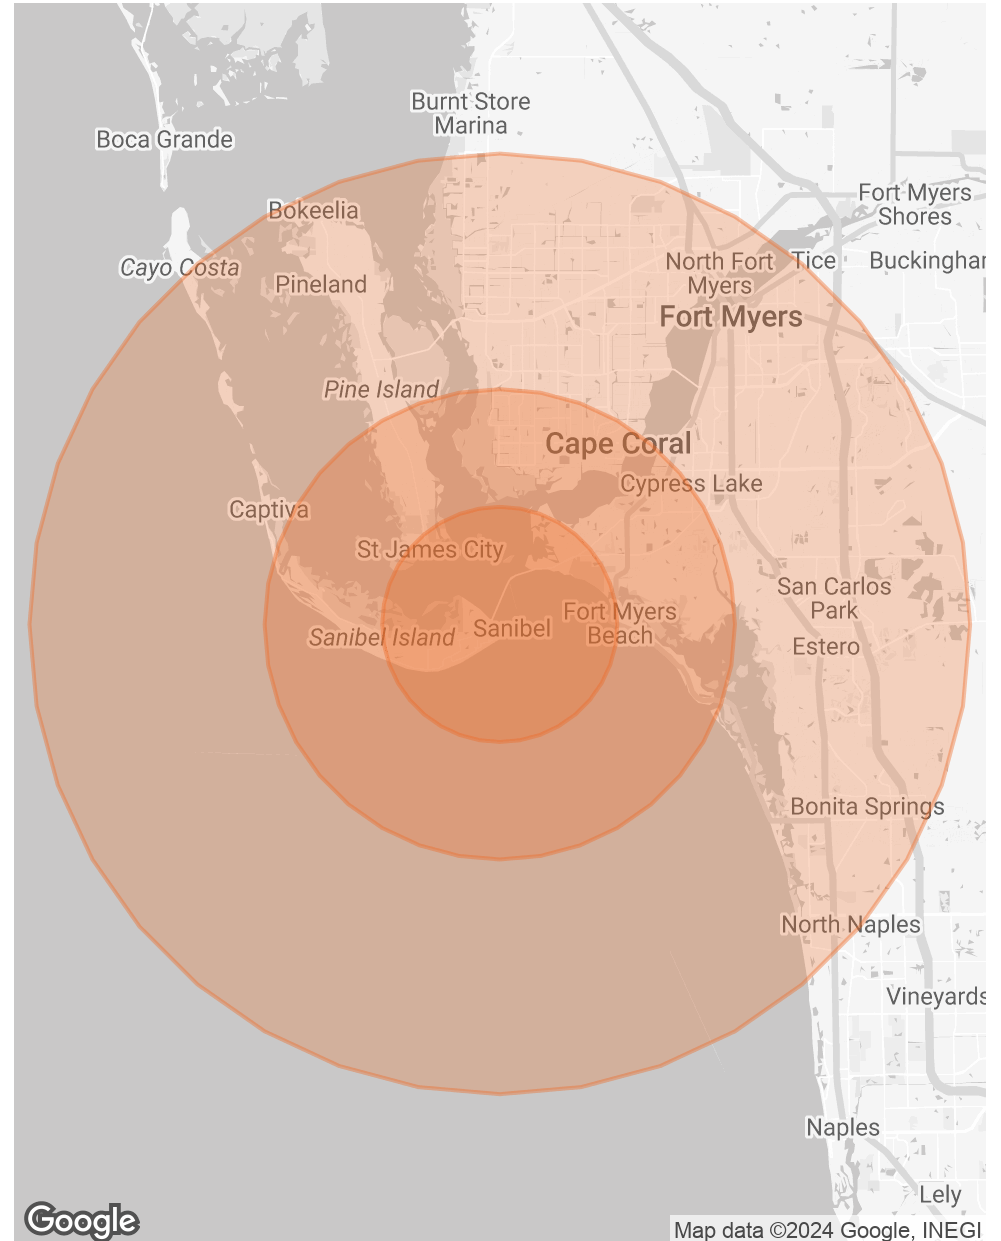 Burnt Store
Marina
Boca Grande
Fort Myers
Shores
Bokeelia
Cayo Costa
North Fort
Myers
Tice
Buckinghar
Pineland
Fort Myers
Pine Island
Cape Coral
Cypress Lake
Captiva
St James City
San Carlos
Park
Fort Myers
Beach
Sanibel
Sanibel Island
Estero
Bonita Springs
North Naples
Vineyards
Naples
Lely
Google
Map data ©2024 Google, INEGI